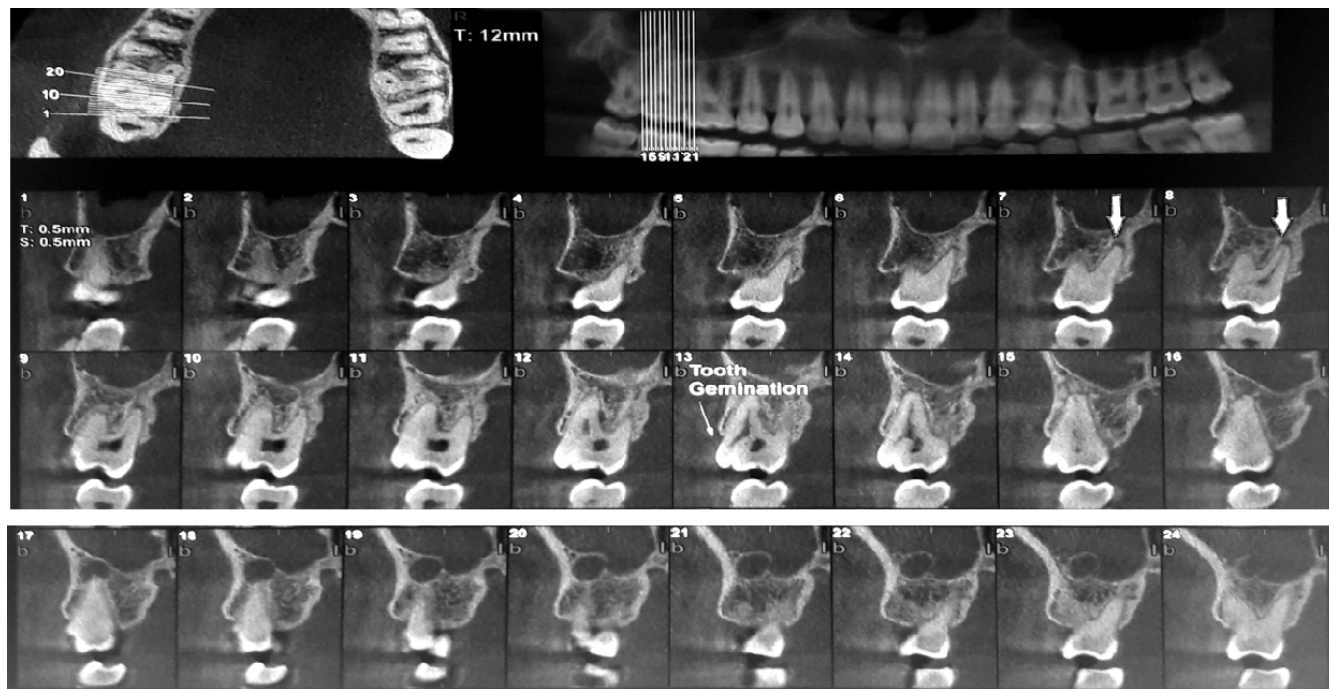 R
T: 12mm
20
10
1
1 2 3 4 5 6 7 8
b l b l b l b l b l b l b l b l
T: 0.5mm
S: 0.5mm
9 10 11 12 13 14 15 16
b l b l b l b l b l b l b l b l
Tooth
Gemination
17 18 19 20 21 22 23 24
b l b l b l b l b l b l b l b l